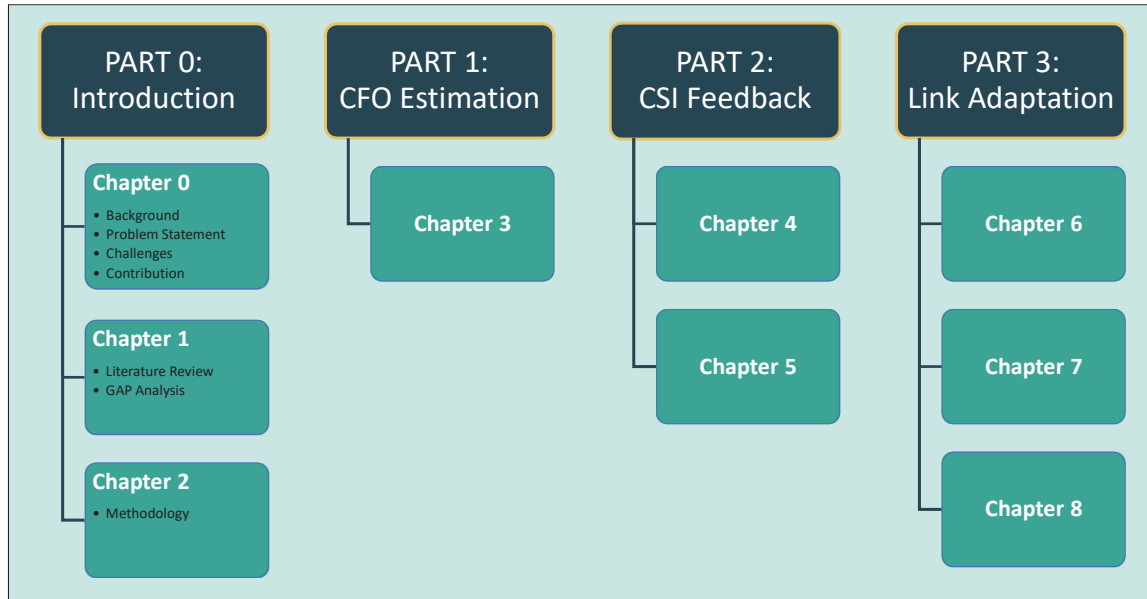 PART 0:
Introduction
Chapter 0
• Background
• Problem Statement
• Challenges
• Contribution
Chapter 1
• Literature Review
• GAP Analysis
Chapter 2
• Methodology
PART 1:
CFO Estimation
Chapter 3
PART 2:
CSI Feedback
Chapter 4
Chapter 5
PART 3:
Link Adaptation
Chapter 6
Chapter 7
Chapter 8